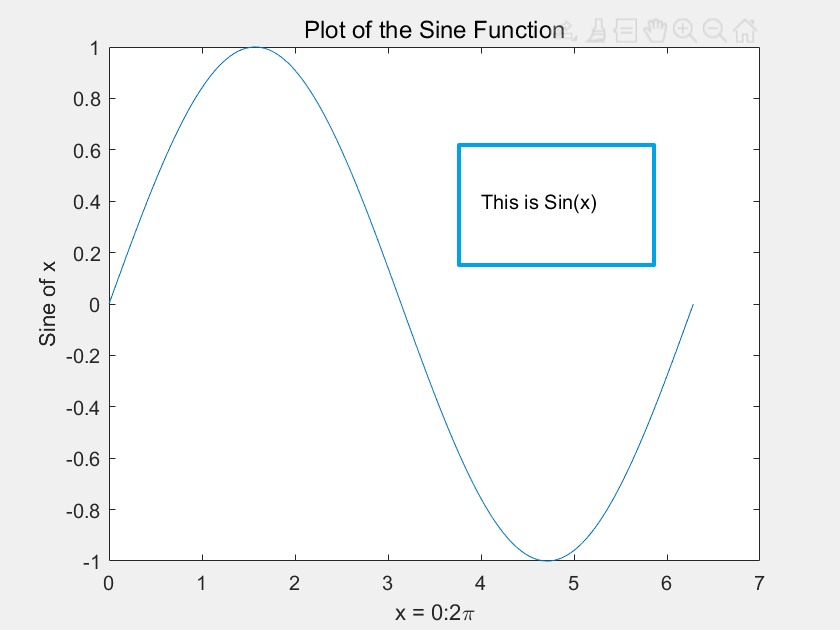 Plot of the Sine Function
1
0.8
0.6
0.4
0.2
0
-0.2
-0.4
-0.6
-0.8
-1
Sine of x
This is Sin(x)
0 1 2 3 4 5 6 7
x = 0:2π